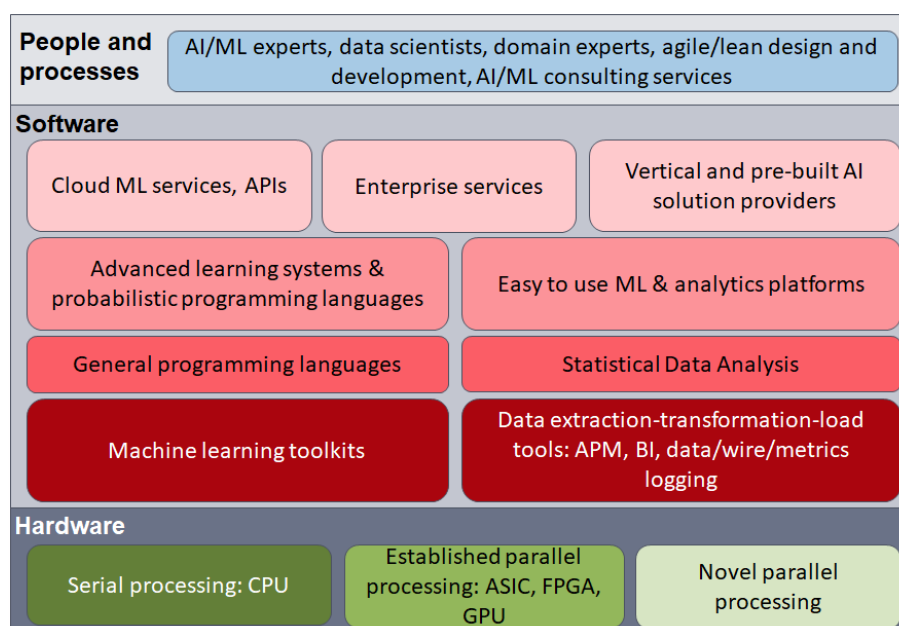 People and
processes
AI/ML experts, data scientists, domain experts, agile/lean design and
development, AI/ML consulting services
Software
Cloud ML services, APIs
Enterprise services
Vertical and pre-built AI
solution providers
Advanced learning systems &
probabilistic programming languages
Easy to use ML & analytics platforms
General programming languages
Statistical Data Analysis
Machine learning toolkits
Data extraction-transformation-load
tools: APM, BI, data/wire/metrics
logging
Hardware
Serial processing: CPU
Established parallel
processing: ASIC, FPGA,
GPU
Novel parallel
processing